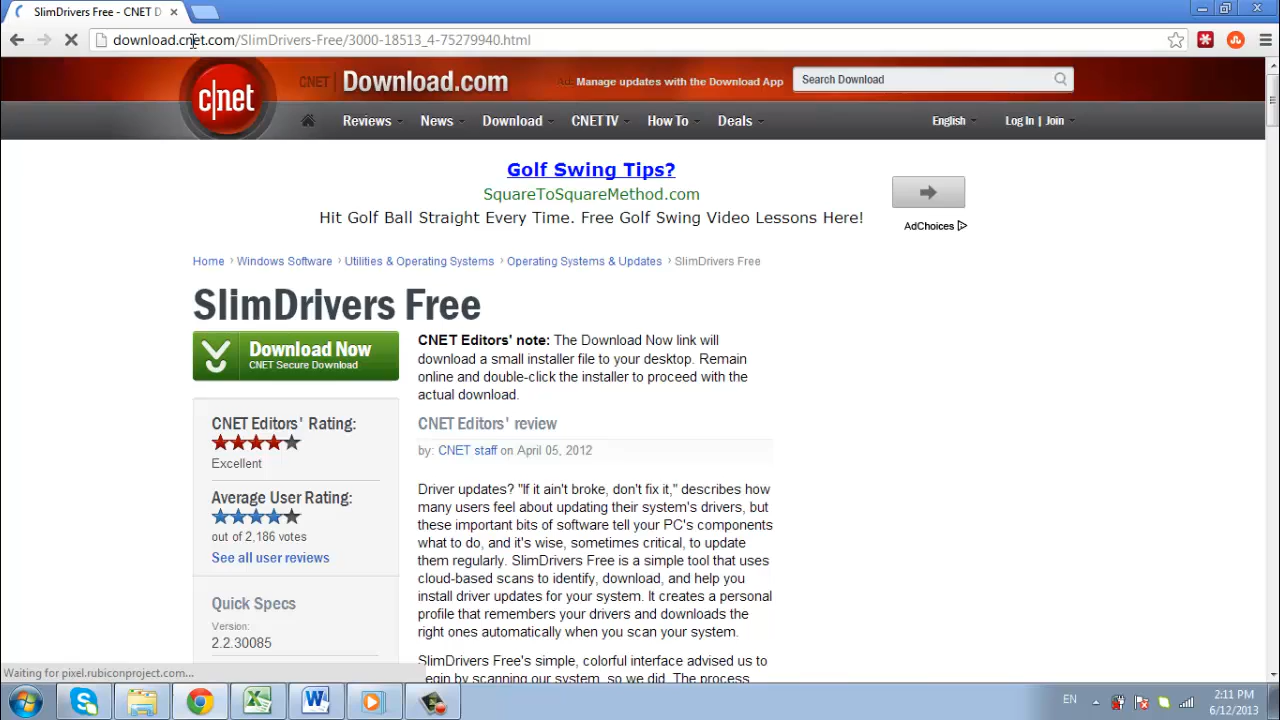 SlimDrivers Free - CNET D
download.cnet.com/SlimDrivers-Free/3000-18513_4-75279940.html
c|net
CNET Download.com
Manage updates with the Download App
Search Download
Reviews News Download CNET TV How To Deals
English Log In | Join
Golf Swing Tips?
SquareToSquareMethod.com
Hit Golf Ball Straight Every Time. Free Golf Swing Video Lessons Here!
AdChoices
Home › Windows Software › Utilities & Operating Systems › Operating Systems & Updates › SlimDrivers Free
SlimDrivers Free
Download Now
CNET Secure Download
CNET Editors' Rating:
Excellent
Average User Rating:
out of 2,186 votes
See all user reviews
Quick Specs
Version:
2.2.30085
CNET Editors' note: The Download Now link will
download a small installer file to your desktop. Remain
online and double-click the installer to proceed with the
actual download.
CNET Editors' review
by: CNET staff on April 05, 2012
Driver updates? "If it ain't broke, don't fix it," describes how
many users feel about updating their system's drivers, but
these important bits of software tell your PC's components
what to do, and it's wise, sometimes critical, to update
them regularly. SlimDrivers Free is a simple tool that uses
cloud-based scans to identify, download, and help you
install driver updates for your system. It creates a personal
profile that remembers your drivers and downloads the
right ones automatically when you scan your system.
SlimDrivers Free's simple, colorful interface advised us to
begin by scanning our system, so we did. The process
Waiting for pixel.rubiconproject.com...
EN
2:11 PM
6/12/2013